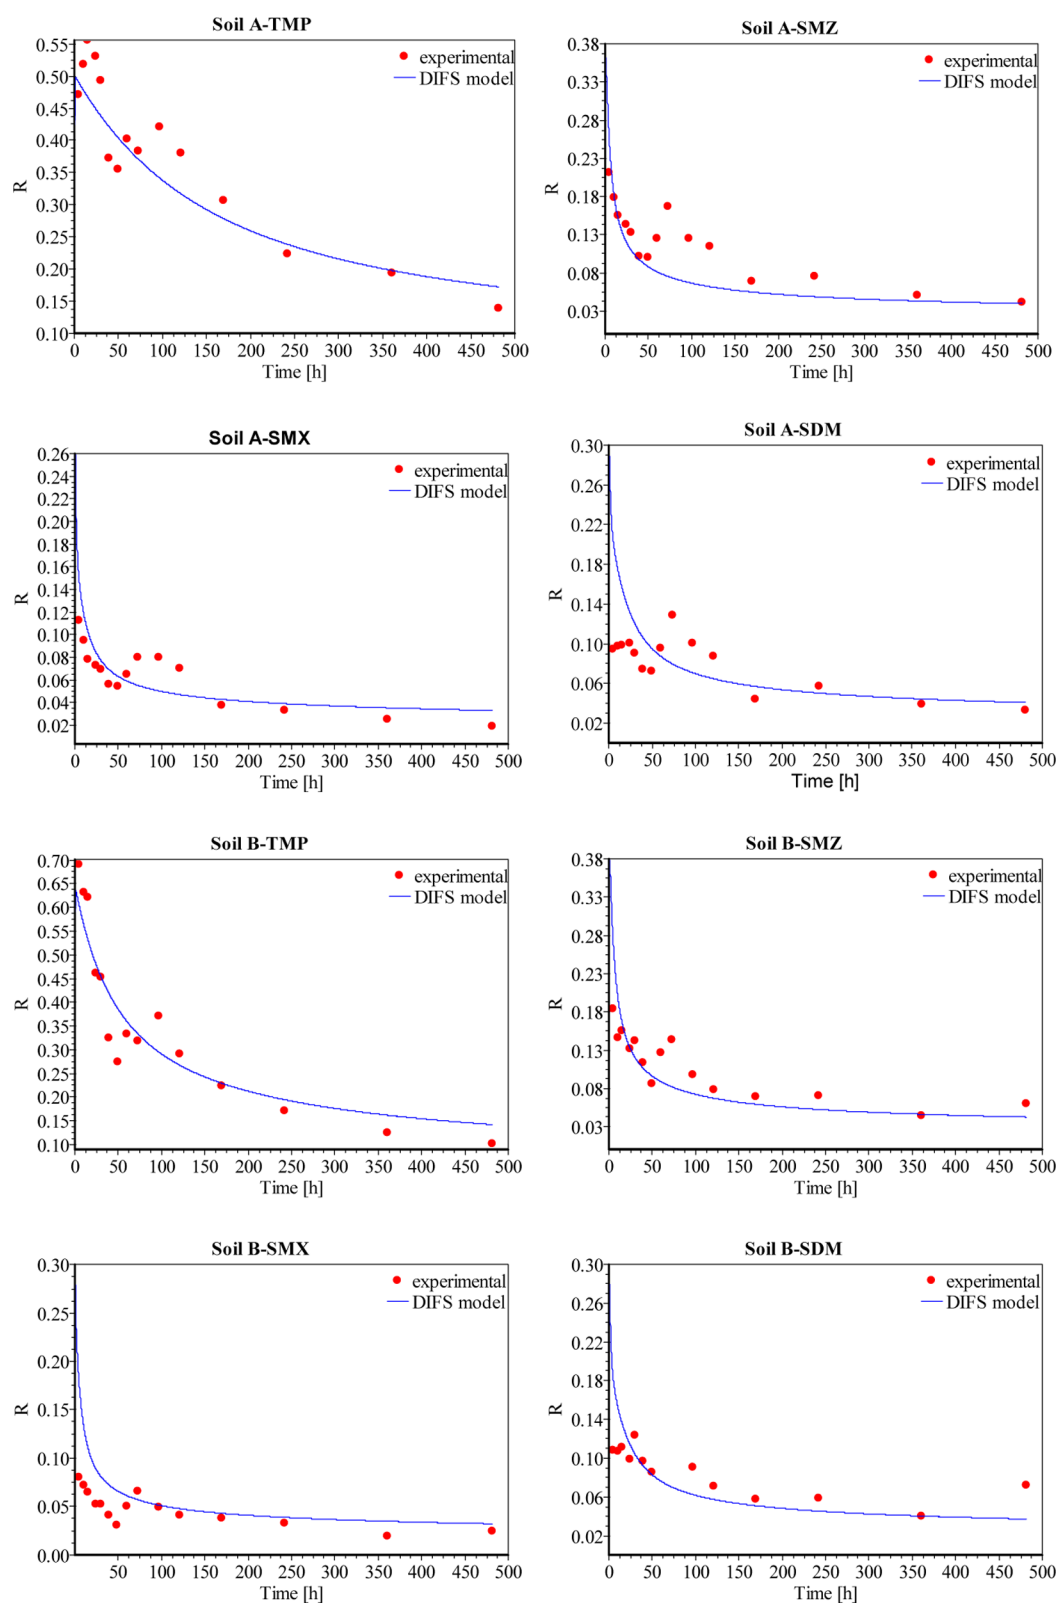 Soil A-TMP
experimental
DIFS model
0.55
0.50
0.45
0.40
0.35
0.30
0.25
0.20
0.15
0.10
R
0 50 100 150 200 250 300 350 400 450 500
Time [h]
Soil A-SMZ
experimental
DIFS model
0.38
0.33
0.28
0.23
0.18
0.13
0.08
0.03
R
0 50 100 150 200 250 300 350 400 450 500
Time [h]
Soil A-SMX
experimental
DIFS model
0.26
0.24
0.22
0.20
0.18
0.16
0.14
0.12
0.10
0.08
0.06
0.04
0.02
R
0 50 100 150 200 250 300 350 400 450 500
Time [h]
Soil A-SDM
experimental
DIFS model
0.30
0.26
0.22
0.18
0.14
0.10
0.06
0.02
R
0 50 100 150 200 250 300 350 400 450 500
Time [h]
Soil B-TMP
experimental
DIFS model
0.70
0.65
0.60
0.55
0.50
0.45
0.40
0.35
0.30
0.25
0.20
0.15
0.10
R
0 50 100 150 200 250 300 350 400 450 500
Time [h]
Soil B-SMZ
experimental
DIFS model
0.38
0.33
0.28
0.23
0.18
0.13
0.08
0.03
R
0 50 100 150 200 250 300 350 400 450 500
Time [h]
Soil B-SMX
experimental
DIFS model
0.30
0.25
0.20
0.15
0.10
0.05
0.00
R
50 100 150 200 250 300 350 400 450 500
Time [h]
Soil B-SDM
experimental
DIFS model
0.30
0.26
0.22
0.18
0.14
0.10
0.06
0.02
R
0 50 100 150 200 250 300 350 400 450 500
Time [h]